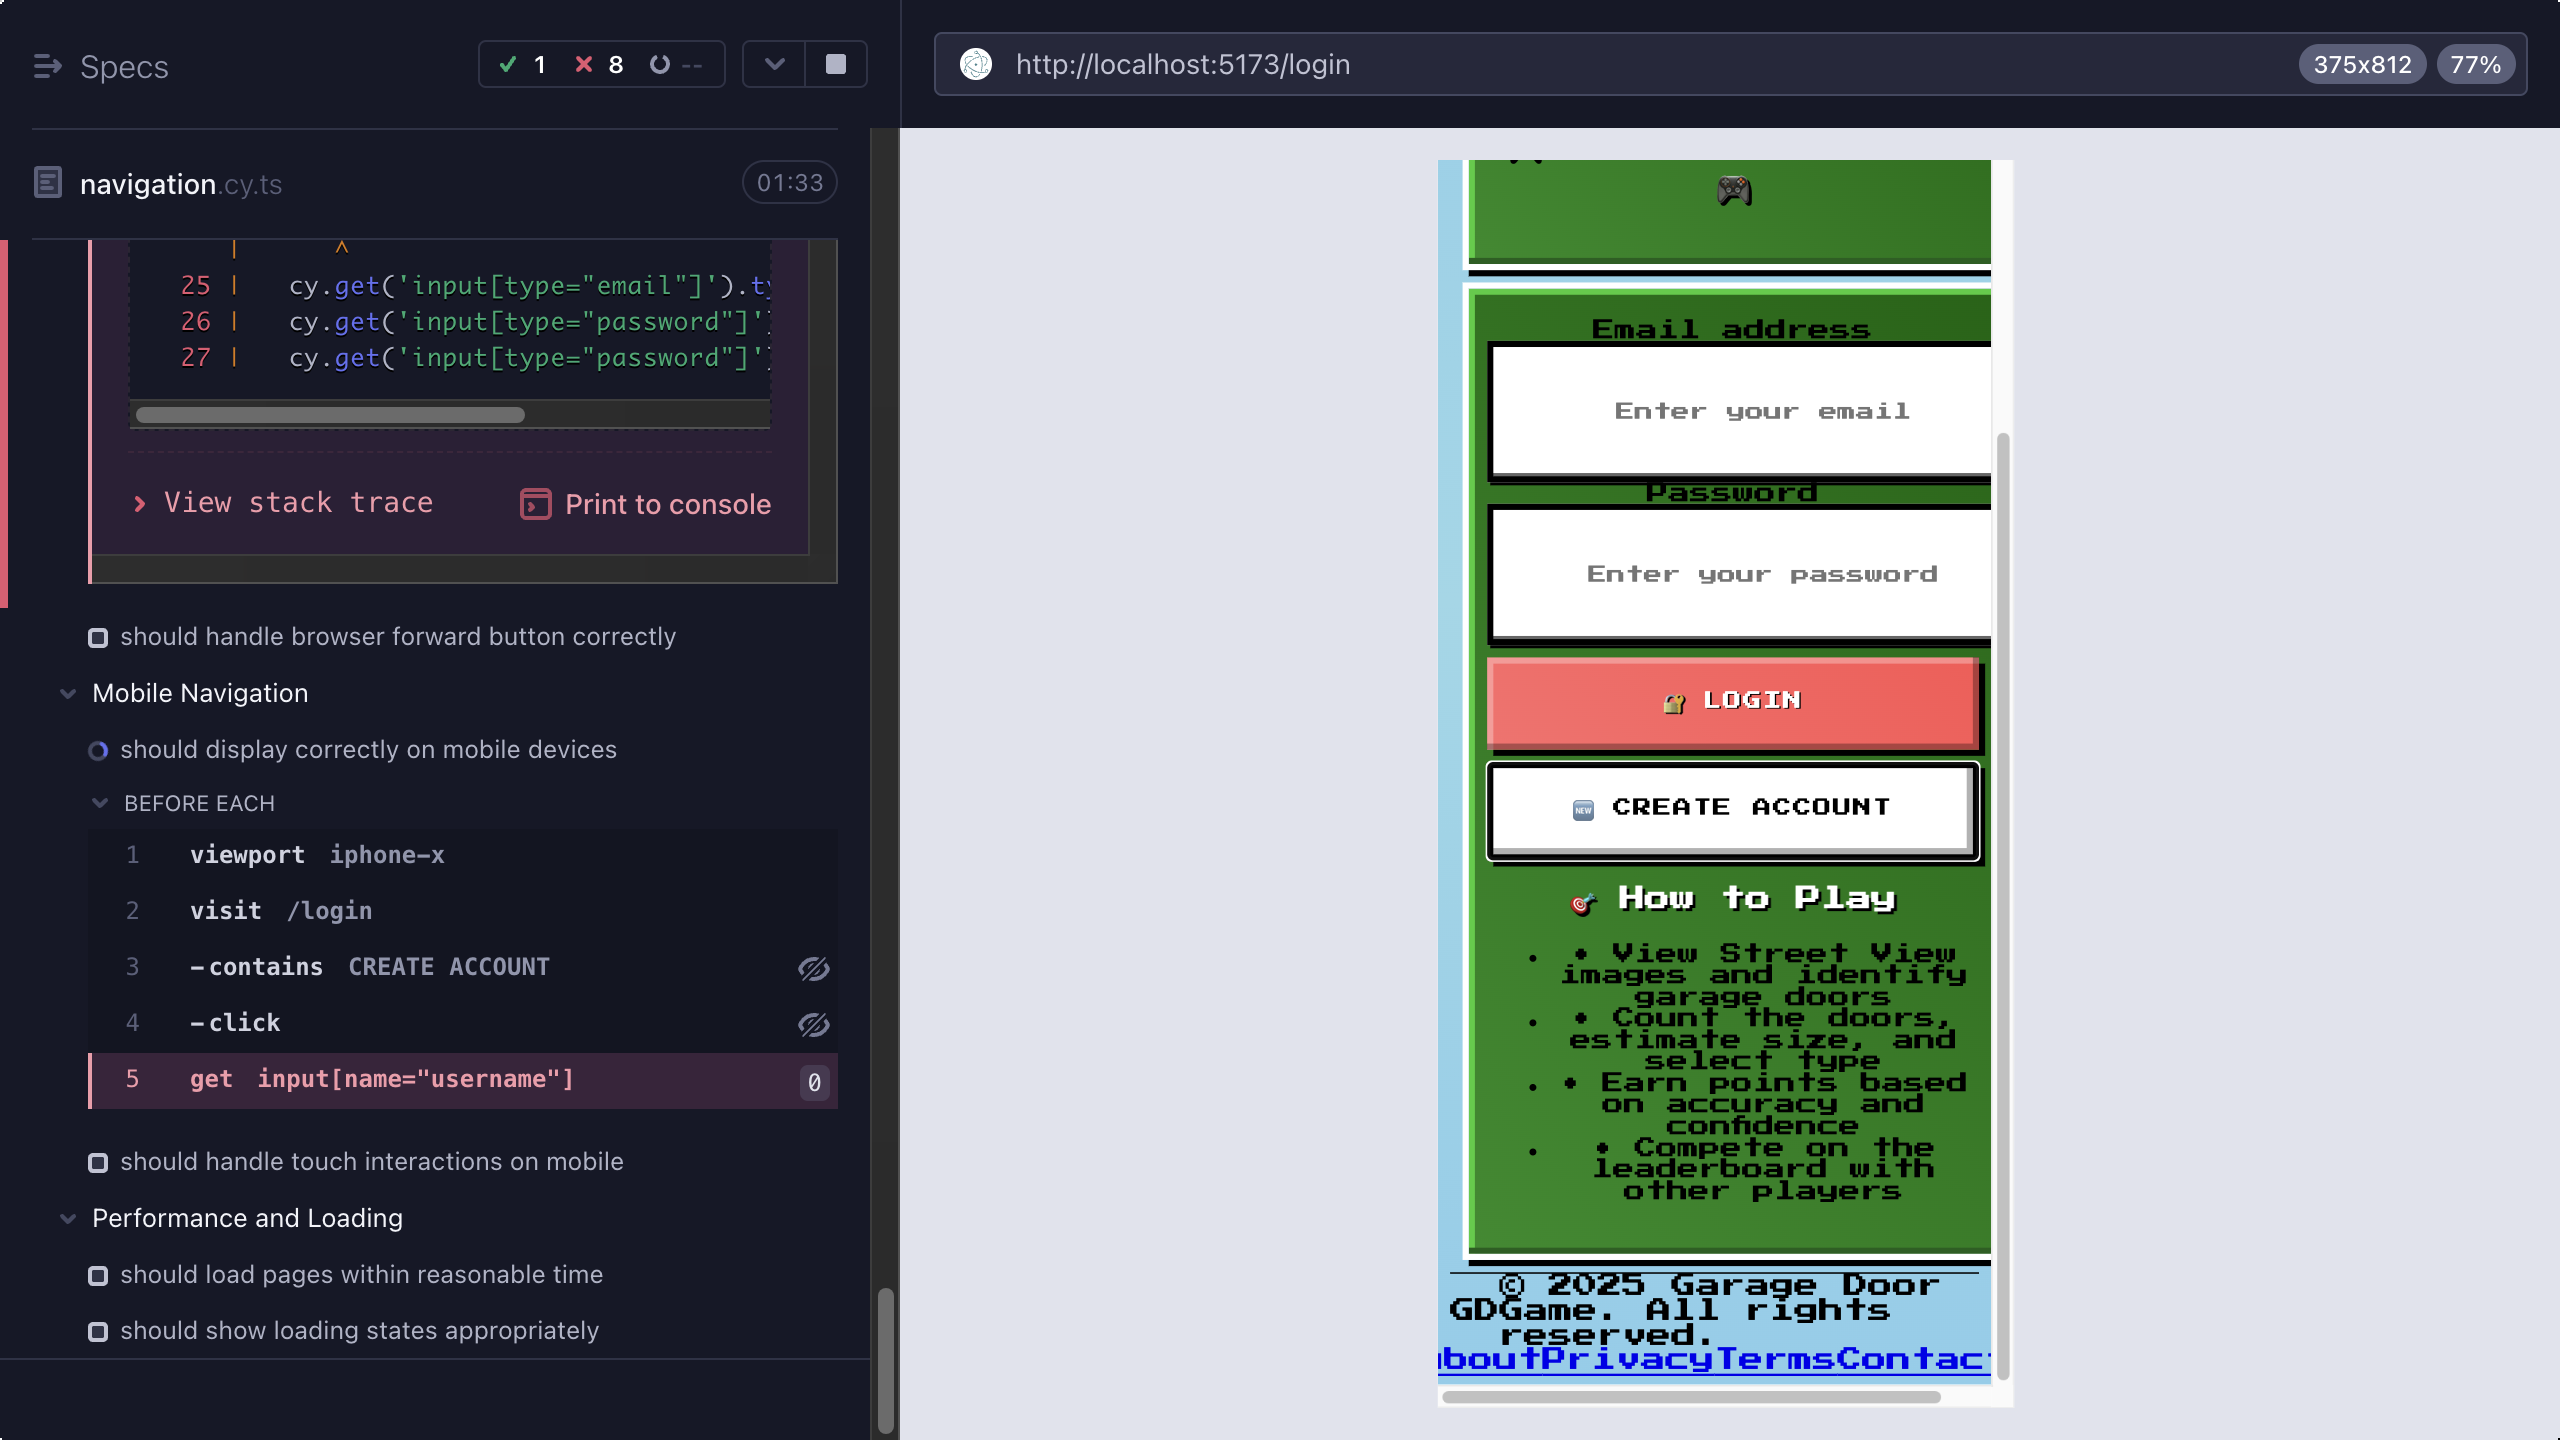 Specs
1
8
--
navigation.cy.ts
01:33
^
25 | cy.get('input[type="email"]').ty
26 | cy.get('input[type="password"]')
27 | cy.get('input[type="password"]')
View stack trace
Print to console
should handle browser forward button correctly
Mobile Navigation
should display correctly on mobile devices
BEFORE EACH
1 viewport iphone-x
2 visit /login
3 -contains CREATE ACCOUNT
4 -click
5 get input[name="username"] 0
should handle touch interactions on mobile
Performance and Loading
should load pages within reasonable time
should show loading states appropriately
http://localhost:5173/login
375x812
77%
Email address
Enter your email
Password
Enter your password
🔐 LOGIN
🆕 CREATE ACCOUNT
🎯 How to Play
• • View Street View
images and identify
garage doors
• • Count the doors,
estimate size, and
select type
• • Earn points based
on accuracy and
confidence
• • Compete on the
leaderboard with
other players
© 2025 Garage Door
GDGame. All rights
reserved.
boutPrivacyTermsContac